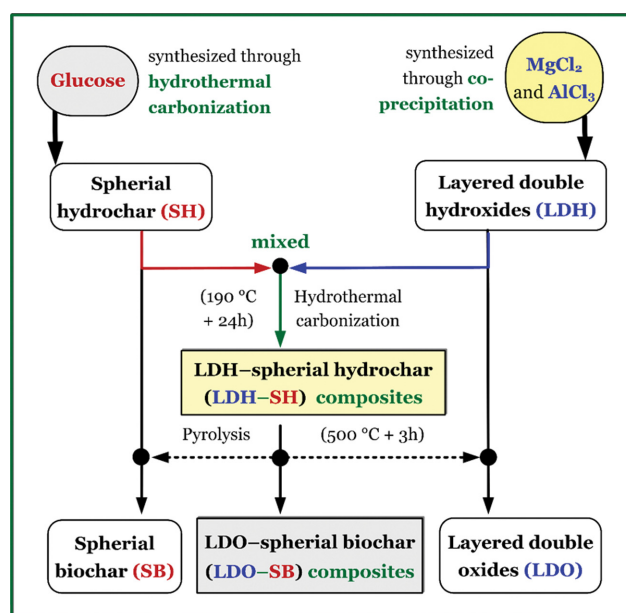 Glucose
synthesized through
hydrothermal
carbonization
synthesized
through co-
precipitation
MgCl₂
and AlCl₃
Spherial
hydrochar (SH)
Layered double
hydroxides (LDH)
mixed
(190 °C
+ 24h)
Hydrothermal
carbonization
LDH–spherial hydrochar
(LDH–SH) composites
Pyrolysis
(500 °C + 3h)
Spherial
biochar (SB)
LDO–spherial biochar
(LDO–SB) composites
Layered double
oxides (LDO)